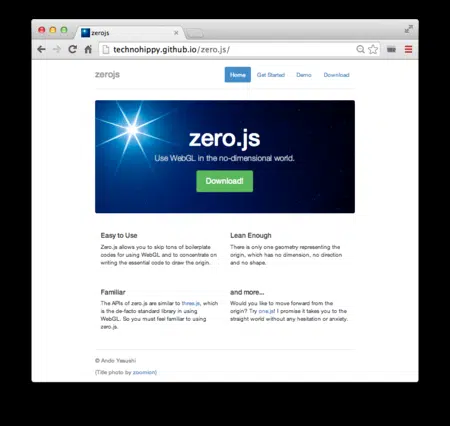 zerojs
technohippy.github.io/zero.js/
zerojs
Home Get Started Demo Download
zero.js
Use WebGL in the no-dimensional world.
Download!
Easy to Use
Zero.js allows you to skip tons of boilerplate
codes for using WebGL and to concentrate on
writing the essential code to draw the origin.
Lean Enough
There is only one geometry representing the
origin, which has no dimension, no direction
and no shape.
Familiar
The APIs of zero.js are similar to three.js, which
is the de-facto standard library in using
WebGL. So you must feel familiar to using
zero.js.
and more...
Would you like to move forward from the
origin? Try one.js! I promise it takes you to the
straight world without any hesitation or anxiety.
© Ando Yasushi
(Title photo by zoomion)